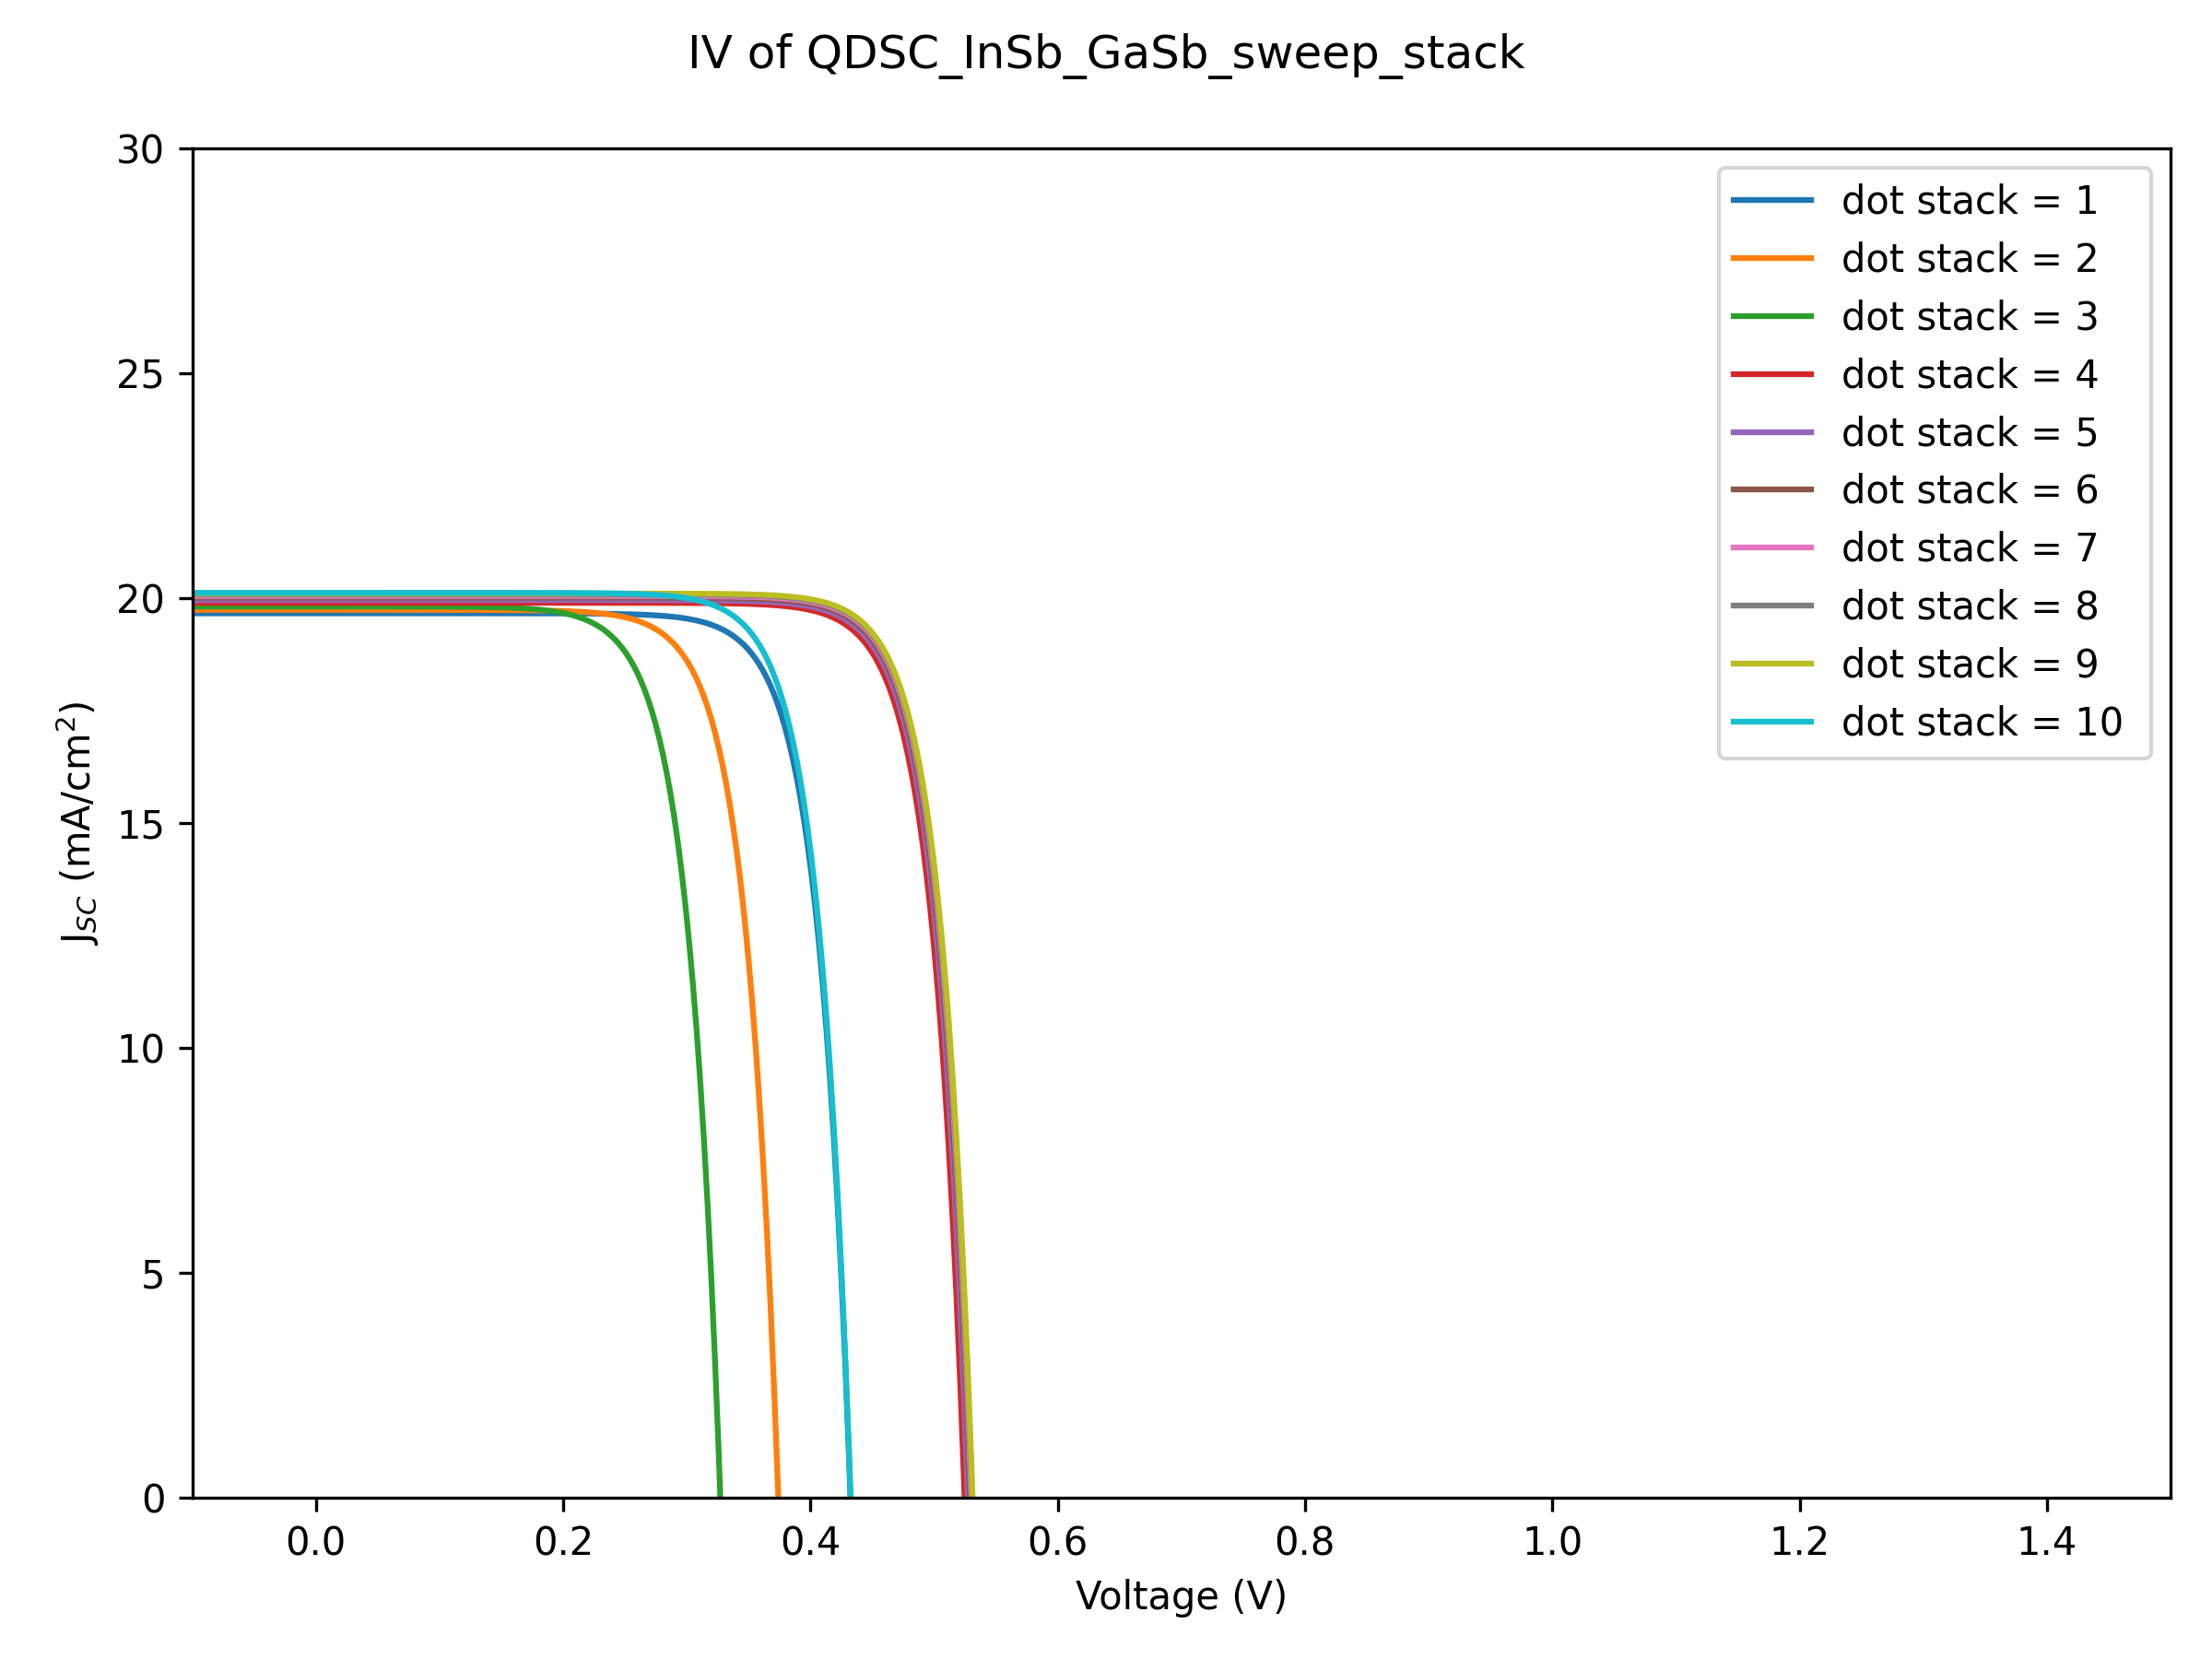 IV of QDSC_InSb_GaSb_sweep_stack
30
25
20
15
10
5
0
J_SC (mA/cm²)
dot stack = 1
dot stack = 2
dot stack = 3
dot stack = 4
dot stack = 5
dot stack = 6
dot stack = 7
dot stack = 8
dot stack = 9
dot stack = 10
0.0 0.2 0.4 0.6 0.8 1.0 1.2 1.4
Voltage (V)